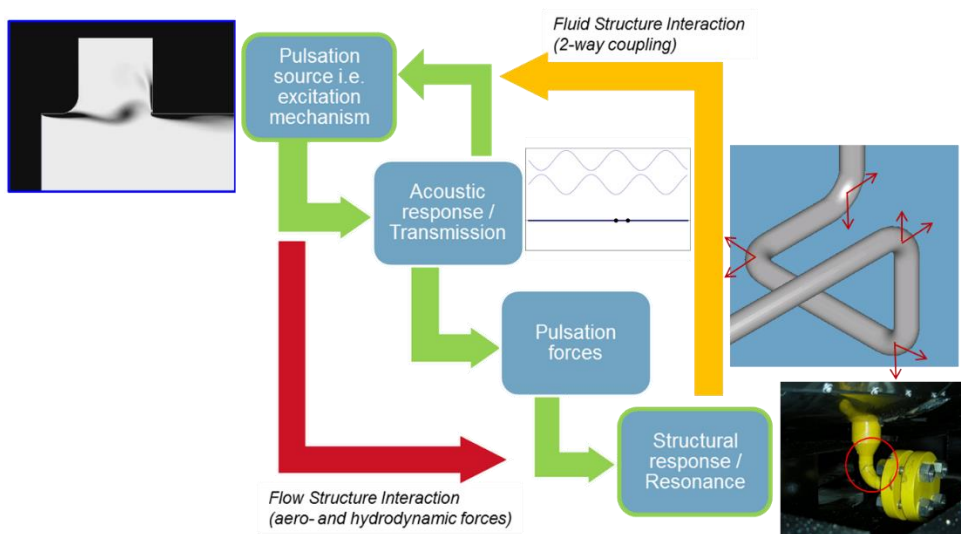 Fluid Structure Interaction
(2-way coupling)
Pulsation
source i.e.
excitation
mechanism
Acoustic
response /
Transmission
Pulsation
forces
Structural
response /
Resonance
Flow Structure Interaction
(aero- and hydrodynamic forces)